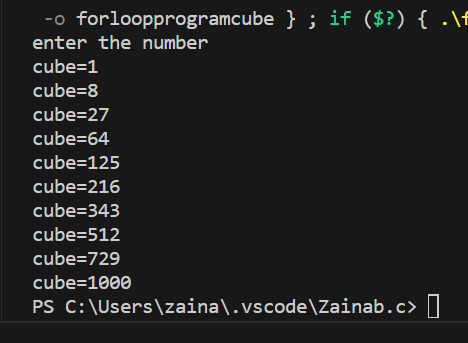 -o forloopprogramcube } ; if ($?) { .\f
enter the number
cube=1
cube=8
cube=27
cube=64
cube=125
cube=216
cube=343
cube=512
cube=729
cube=1000
PS C:\Users\zaina\.vscode\Zainab.c>